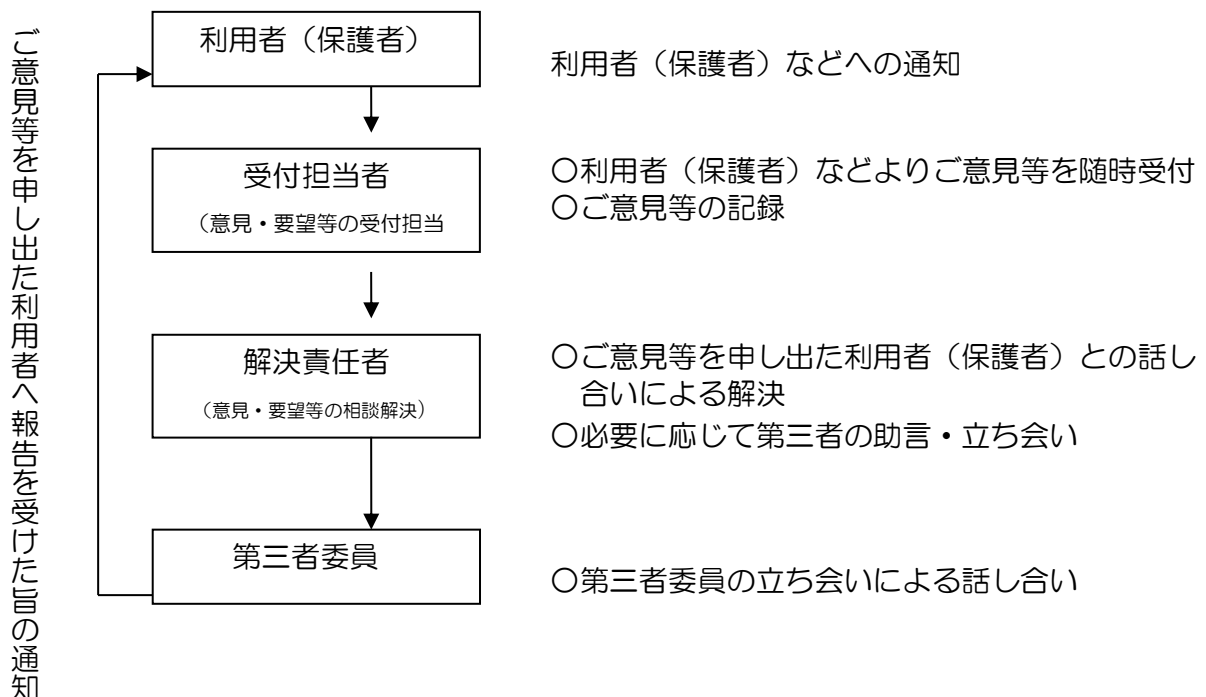 ご意見等を申し出た利用者へ報告を受けた旨の通知
利用者（保護者）
利用者（保護者）などへの通知
受付担当者
（意見・要望等の受付担当
〇利用者（保護者）などよりご意見等を随時受付
〇ご意見等の記録
解決責任者
（意見・要望等の相談解決）
〇ご意見等を申し出た利用者（保護者）との話し
合いによる解決
〇必要に応じて第三者の助言・立ち会い
第三者委員
〇第三者委員の立ち会いによる話し合い